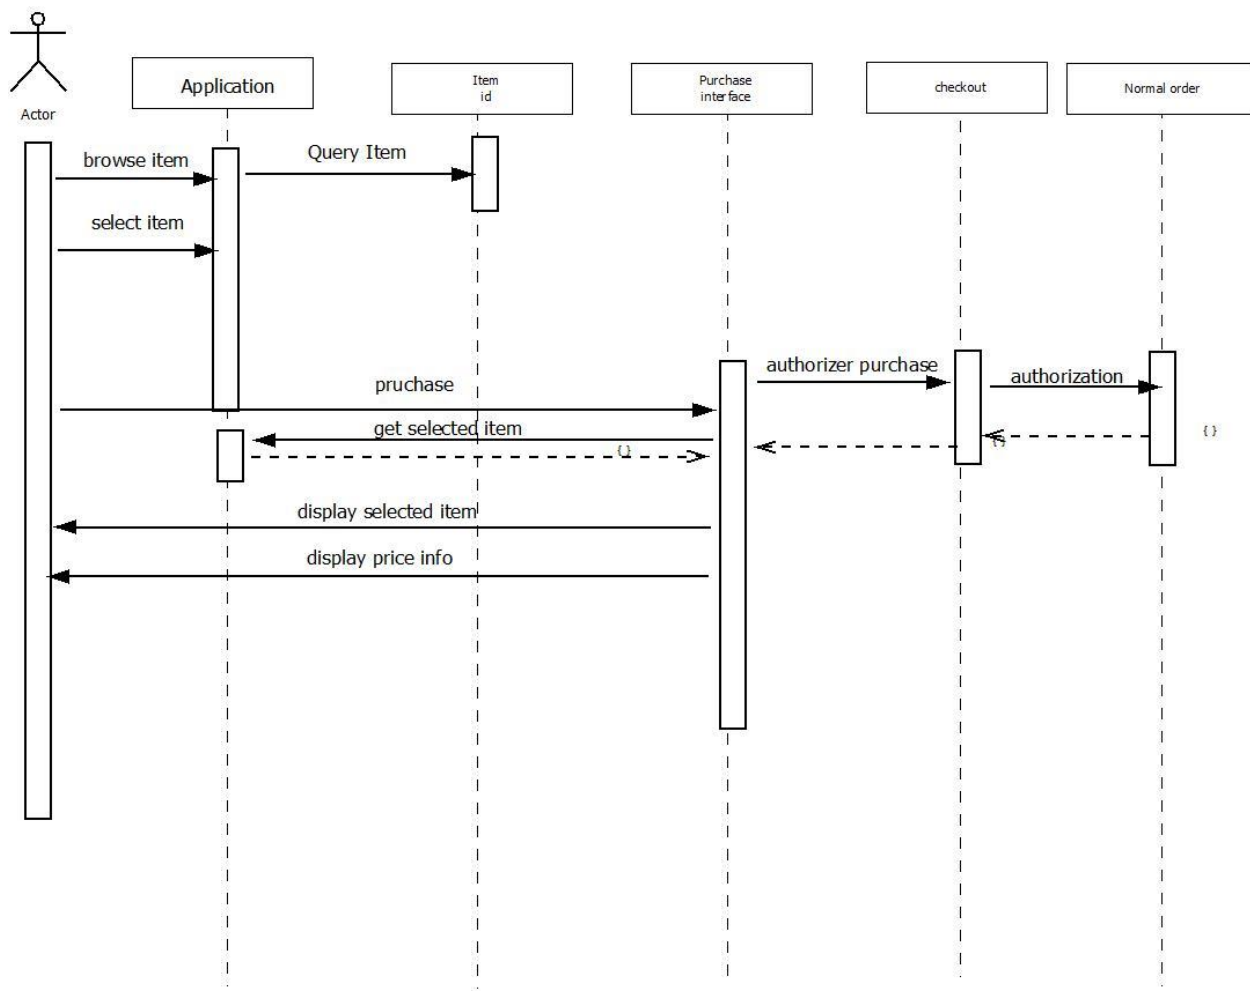 Application
Item
id
Purchase
interface
checkout
Normal order
Actor
browse item
Query Item
select item
authorizer purchase
pruchase
authorization
get selected item
{ }
{ }
{ }
display selected item
display price info